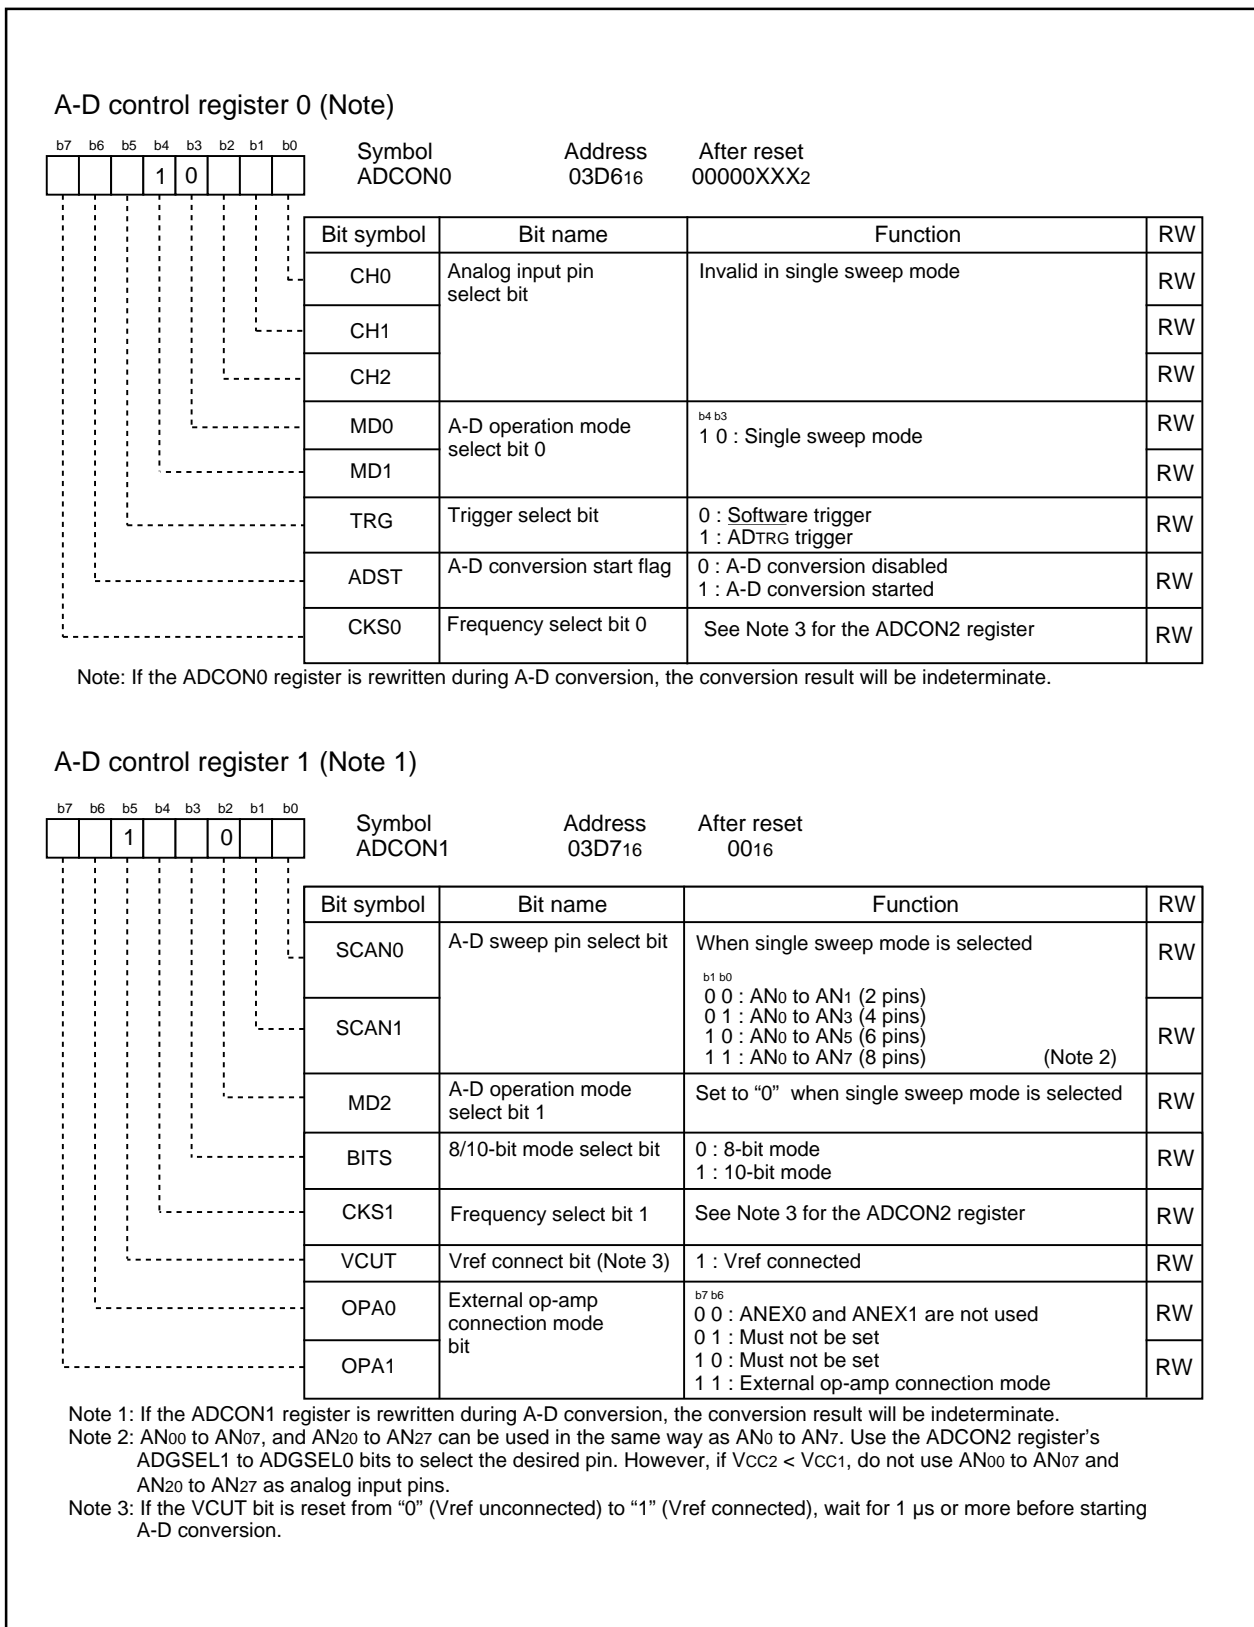 A-D control register 0 (Note)
b7 b6 b5 b4 b3 b2 b1 b0
1 0
Symbol Address After reset
ADCON0 03D616 00000XXX2
Bit symbol Bit name Function RW
CH0 Analog input pin select bit Invalid in single sweep mode RW
CH1 RW
CH2 RW
MD0 A-D operation mode select bit 0 b4 b3 RW
1 0 : Single sweep mode
MD1 RW
TRG Trigger select bit 0 : Software trigger RW
1 : ADTRG trigger
ADST A-D conversion start flag 0 : A-D conversion disabled RW
1 : A-D conversion started
CKS0 Frequency select bit 0 See Note 3 for the ADCON2 register RW
Note: If the ADCON0 register is rewritten during A-D conversion, the conversion result will be indeterminate.
A-D control register 1 (Note 1)
b7 b6 b5 b4 b3 b2 b1 b0
1 0
Symbol Address After reset
ADCON1 03D716 0016
Bit symbol Bit name Function RW
SCAN0 A-D sweep pin select bit When single sweep mode is selected RW
b1 b0
0 0 : AN0 to AN1 (2 pins)
0 1 : AN0 to AN3 (4 pins)
SCAN1 1 0 : AN0 to AN5 (6 pins) RW
1 1 : AN0 to AN7 (8 pins) (Note 2)
MD2 A-D operation mode select bit 1 Set to “0” when single sweep mode is selected RW
BITS 8/10-bit mode select bit 0 : 8-bit mode RW
1 : 10-bit mode
CKS1 Frequency select bit 1 See Note 3 for the ADCON2 register RW
VCUT Vref connect bit (Note 3) 1 : Vref connected RW
OPA0 External op-amp connection mode bit b7 b6 RW
0 0 : ANEX0 and ANEX1 are not used
0 1 : Must not be set
OPA1 1 0 : Must not be set RW
1 1 : External op-amp connection mode
Note 1: If the ADCON1 register is rewritten during A-D conversion, the conversion result will be indeterminate.
Note 2: AN00 to AN07, and AN20 to AN27 can be used in the same way as AN0 to AN7. Use the ADCON2 register’s
ADGSEL1 to ADGSEL0 bits to select the desired pin. However, if VCC2 < VCC1, do not use AN00 to AN07 and
AN20 to AN27 as analog input pins.
Note 3: If the VCUT bit is reset from “0” (Vref unconnected) to “1” (Vref connected), wait for 1 µs or more before starting
A-D conversion.